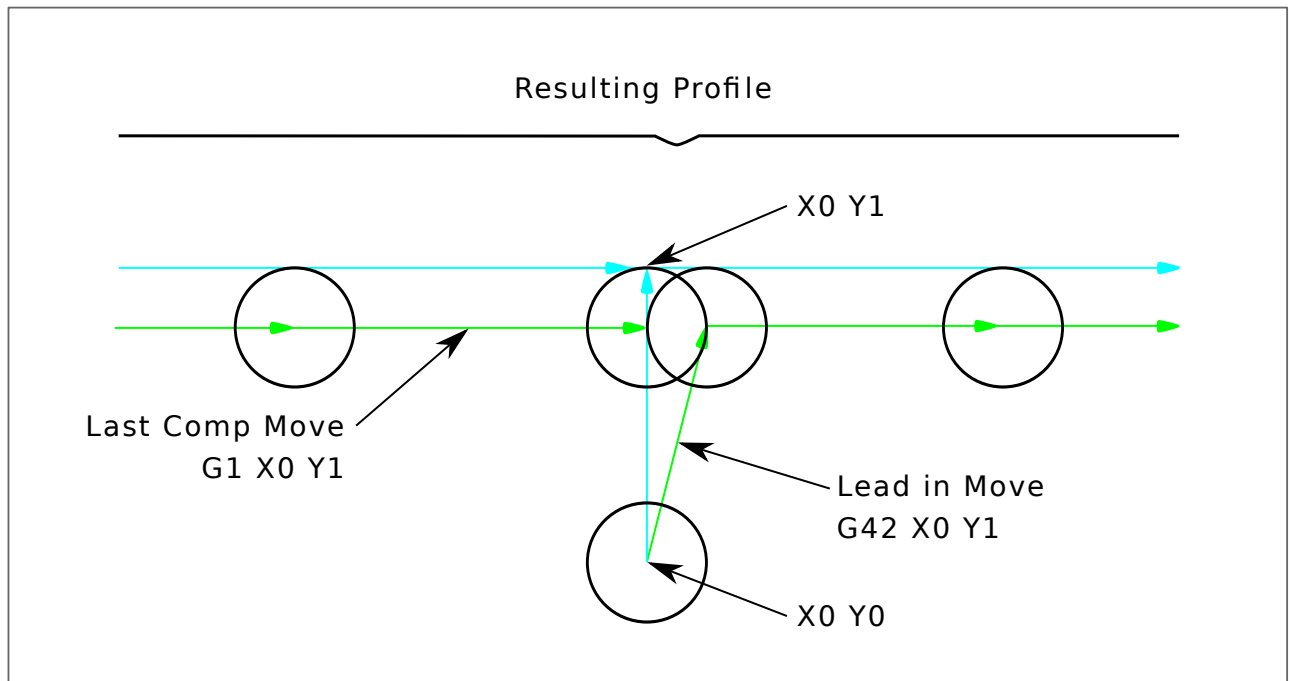 Resulting Profile
X0 Y1
Last Comp Move
G1 X0 Y1
Lead in Move
G42 X0 Y1
X0 Y0